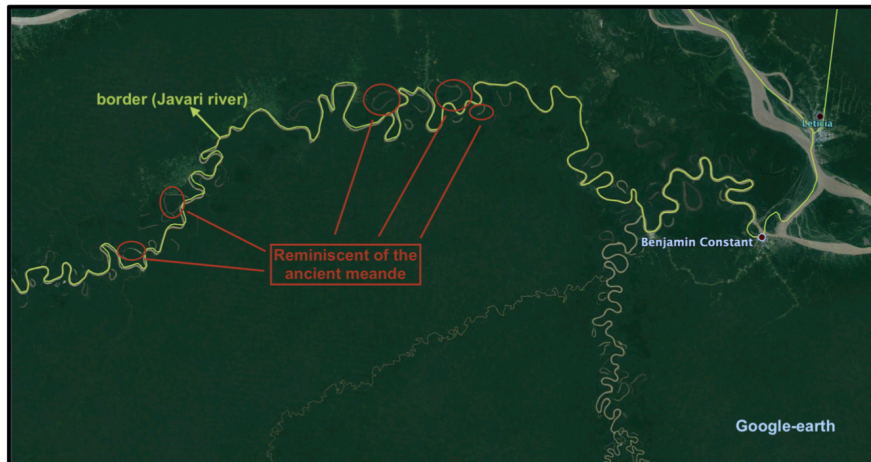 border (Javari river)
Leticia
Benjamin Constant
Reminiscent of the
ancient meande
Google-earth